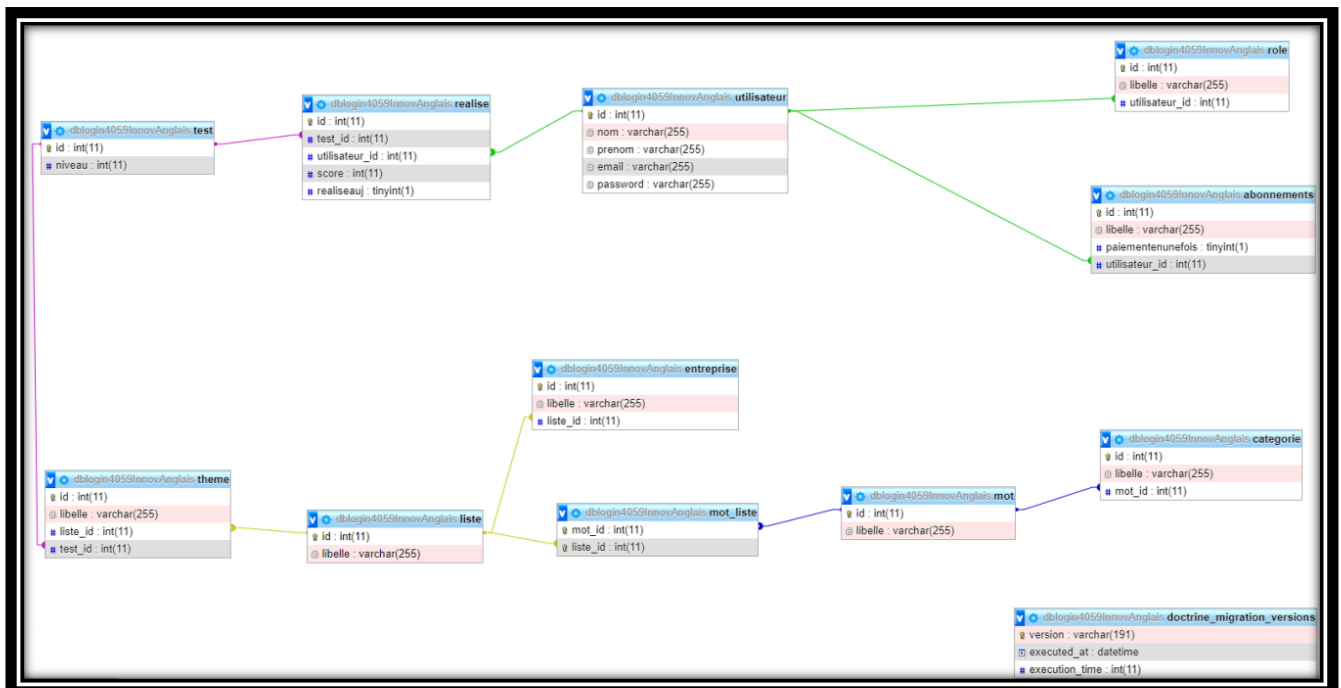 dblogin4059InnovAnglais role
id : int(11)
libelle : varchar(255)
utilisateur_id : int(11)
dblogin4059InnovAnglais utilisateur
id : int(11)
nom : varchar(255)
prenom : varchar(255)
email : varchar(255)
password : varchar(255)
dblogin4059InnovAnglais realise
id : int(11)
test_id : int(11)
utilisateur_id : int(11)
score : int(11)
realiseauj : tinyint(1)
dblogin4059InnovAnglais test
id : int(11)
niveau : int(11)
dblogin4059InnovAnglais abonnements
id : int(11)
libelle : varchar(255)
paiementenunefois : tinyint(1)
utilisateur_id : int(11)
dblogin4059InnovAnglais entreprise
id : int(11)
libelle : varchar(255)
liste_id : int(11)
dblogin4059InnovAnglais categorie
id : int(11)
libelle : varchar(255)
mot_id : int(11)
dblogin4059InnovAnglais theme
id : int(11)
libelle : varchar(255)
liste_id : int(11)
test_id : int(11)
dblogin4059InnovAnglais liste
id : int(11)
libelle : varchar(255)
dblogin4059InnovAnglais mot_liste
mot_id : int(11)
liste_id : int(11)
dblogin4059InnovAnglais mot
id : int(11)
libelle : varchar(255)
dblogin4059InnovAnglais doctrine_migration_versions
version : varchar(191)
executed_at : datetime
execution_time : int(11)